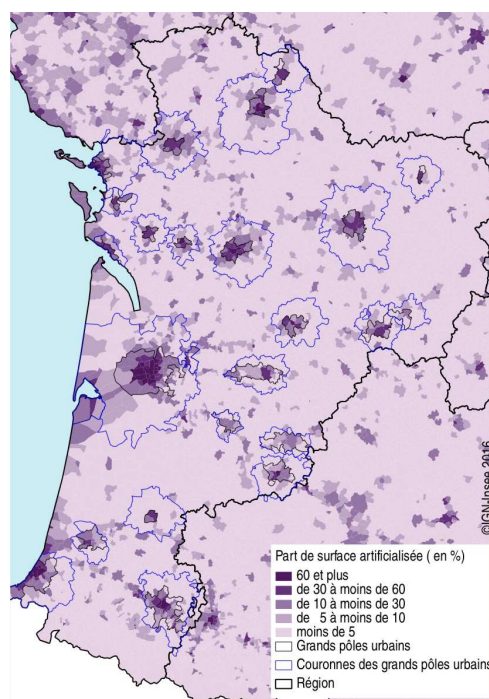 ©IGN-Insee 2016
Part de surface artificialisée ( en %)
60 et plus
de 30 à moins de 60
de 10 à moins de 30
de 5 à moins de 10
moins de 5
Grands pôles urbains
Couronnes des grands pôles urbains
Région